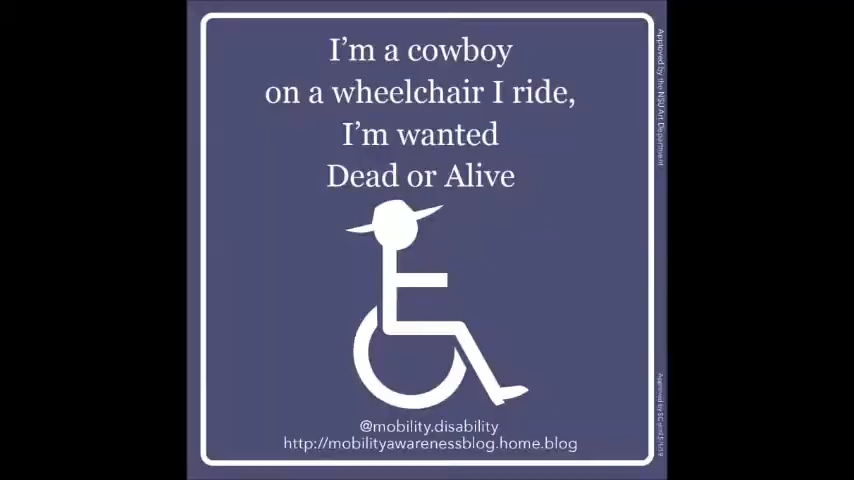 I'm a cowboy
on a wheelchair I ride,
I'm wanted
Dead or Alive
@mobility.disability
http://mobilityawarenessblog.home.blog
Approved by the NSU Art Department